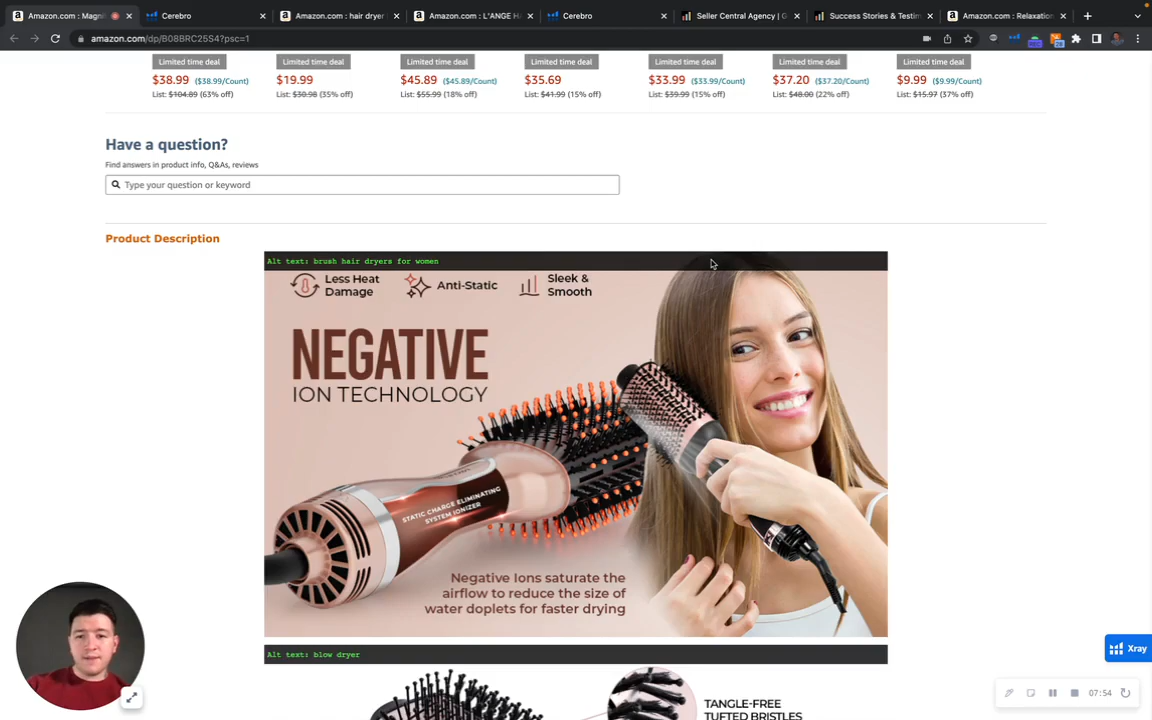 Amazon.com : Magni
Cerebro
Amazon.com : hair dryer
Amazon.com : L'ANGE HA
Cerebro
Seller Central Agency | G
Success Stories & Testim
Amazon.com : Relaxation
amazon.com/dp/B08BRC25S4?psc=1
Limited time deal
Limited time deal
Limited time deal
Limited time deal
Limited time deal
Limited time deal
Limited time deal
$38.99 ($38.99/Count)
$19.99
$45.89 ($45.89/Count)
$35.69
$33.99 ($33.99/Count)
$37.20 ($37.20/Count)
$9.99 ($9.99/Count)
List: $104.89 (63% off)
List: $30.98 (35% off)
List: $55.99 (18% off)
List: $41.99 (15% off)
List: $39.99 (15% off)
List: $48.00 (22% off)
List: $15.97 (37% off)
Have a question?
Find answers in product info, Q&As, reviews
Type your question or keyword
Product Description
Alt text: brush hair dryers for women
Less Heat
Damage
Anti-Static
Sleek &
Smooth
NEGATIVE
ION TECHNOLOGY
STATIC CHARGE ELIMINATING
SYSTEM IONIZER
Negative Ions saturate the
airflow to reduce the size of
water doplets for faster drying
Alt text: blow dryer
TANGLE-FREE
TUFTED BRISTLES
Xray
07:54